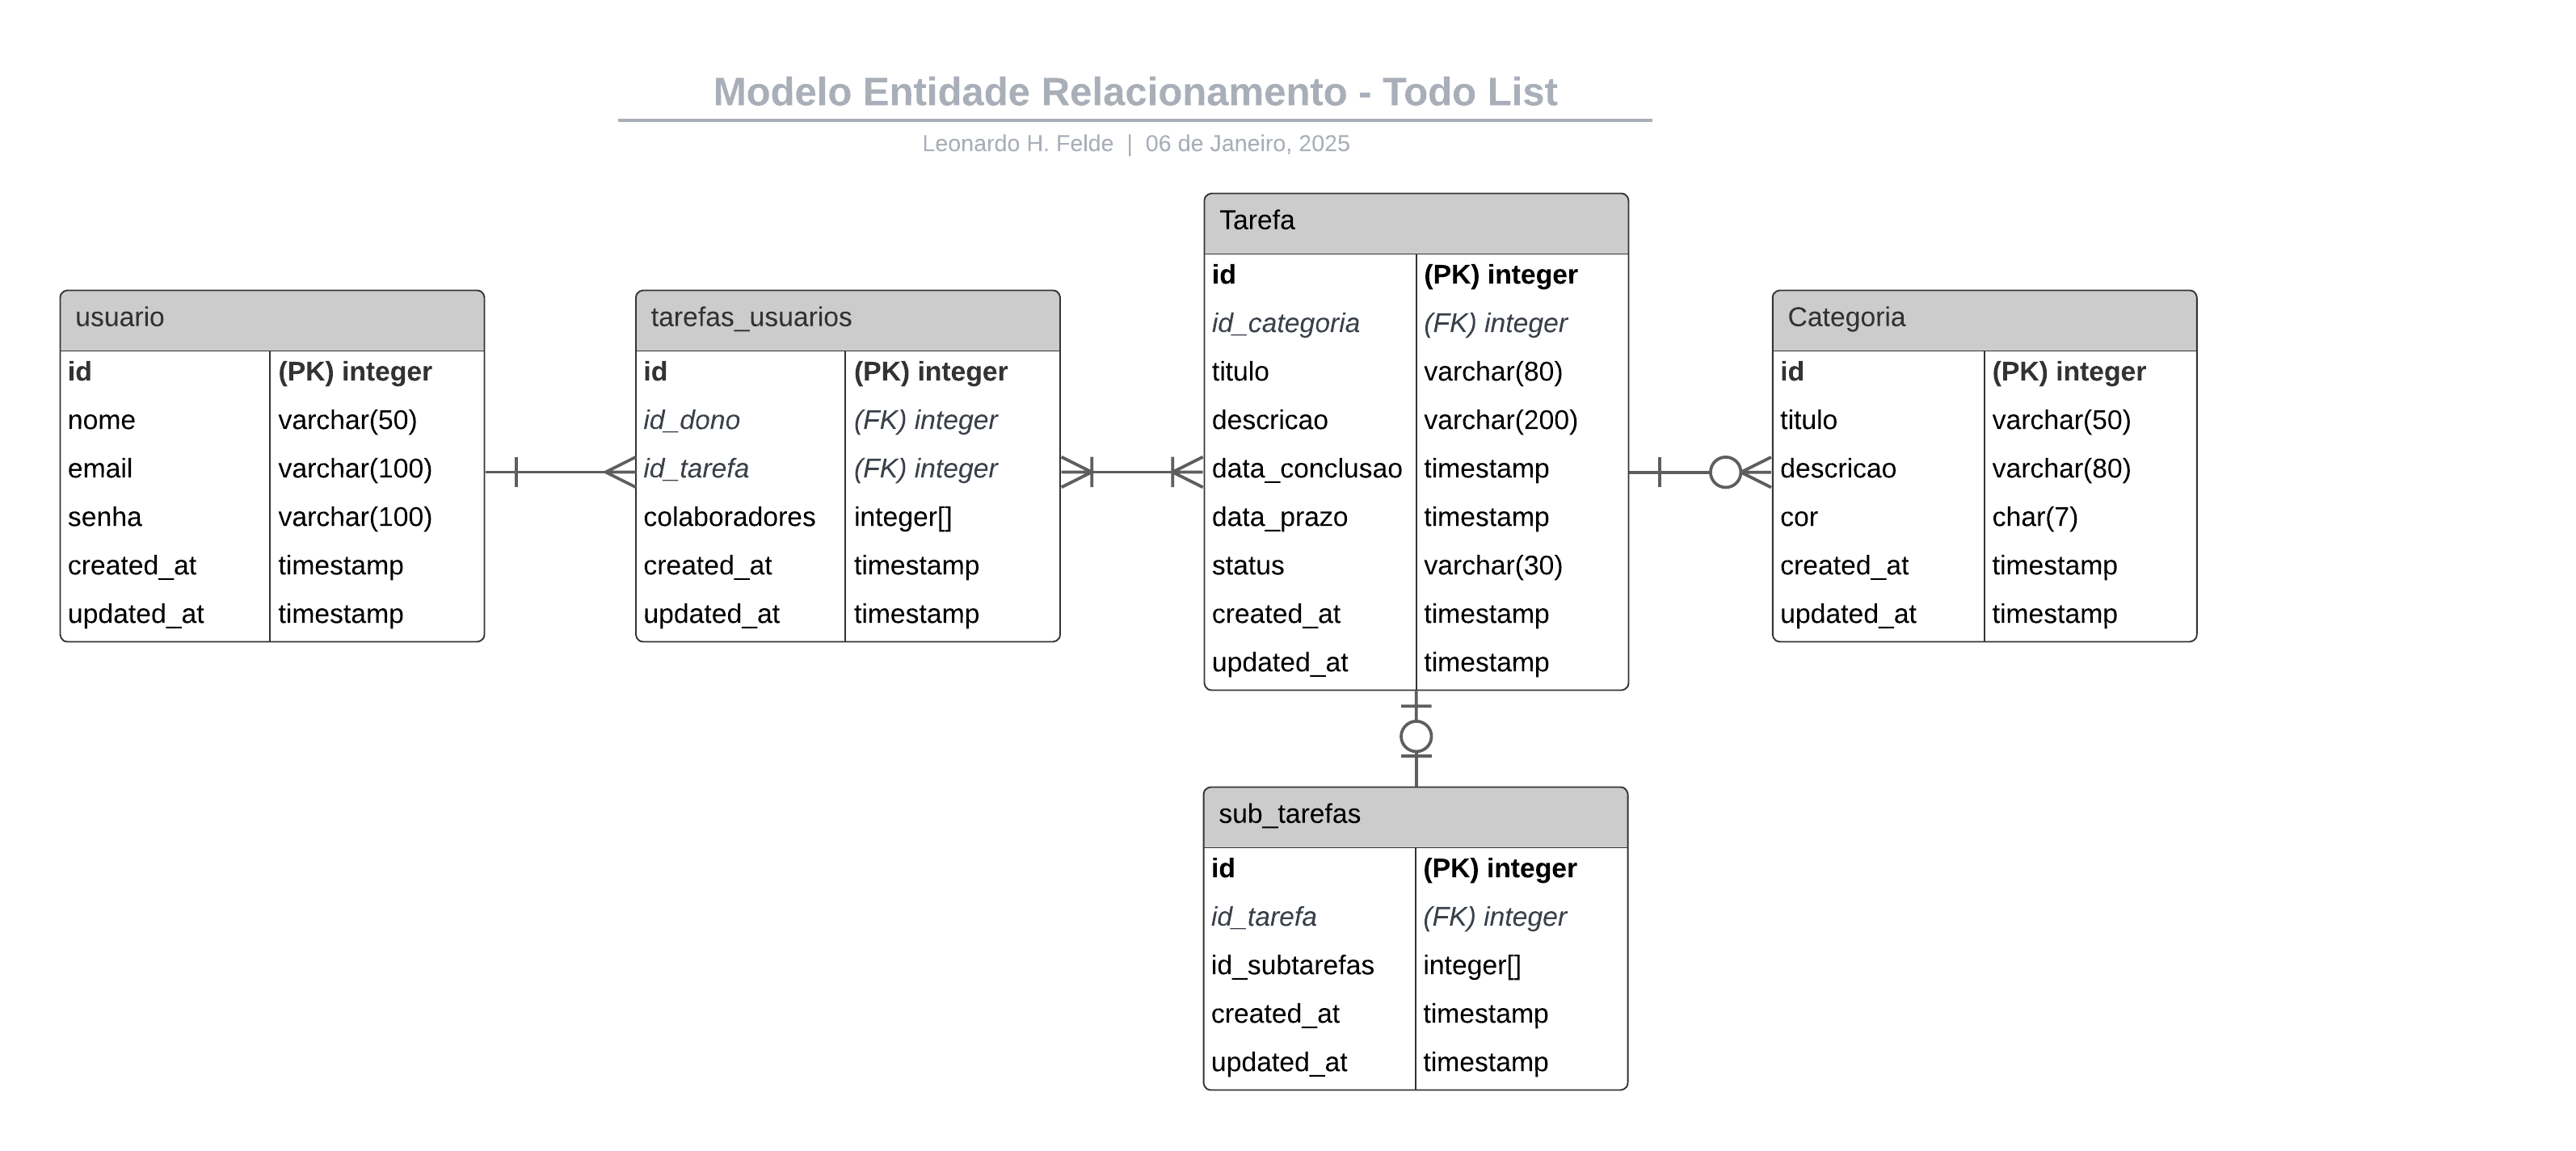 Modelo Entidade Relacionamento - Todo List
Leonardo H. Felde | 06 de Janeiro, 2025
usuario
id (PK) integer
nome varchar(50)
email varchar(100)
senha varchar(100)
created_at timestamp
updated_at timestamp
tarefas_usuarios
id (PK) integer
id_dono (FK) integer
id_tarefa (FK) integer
colaboradores integer[]
created_at timestamp
updated_at timestamp
Tarefa
id (PK) integer
id_categoria (FK) integer
titulo varchar(80)
descricao varchar(200)
data_conclusao timestamp
data_prazo timestamp
status varchar(30)
created_at timestamp
updated_at timestamp
Categoria
id (PK) integer
titulo varchar(50)
descricao varchar(80)
cor char(7)
created_at timestamp
updated_at timestamp
sub_tarefas
id (PK) integer
id_tarefa (FK) integer
id_subtarefas integer[]
created_at timestamp
updated_at timestamp